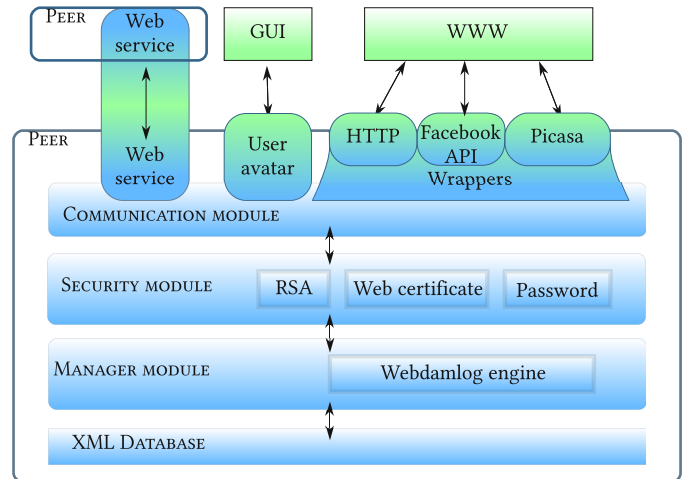 PEER
Web
service
GUI
WWW
PEER
Web
service
User
avatar
HTTP
Facebook
API
Picasa
Wrappers
COMMUNICATION MODULE
SECURITY MODULE
RSA
Web certificate
Password
MANAGER MODULE
Webdamlog engine
XML DATABASE